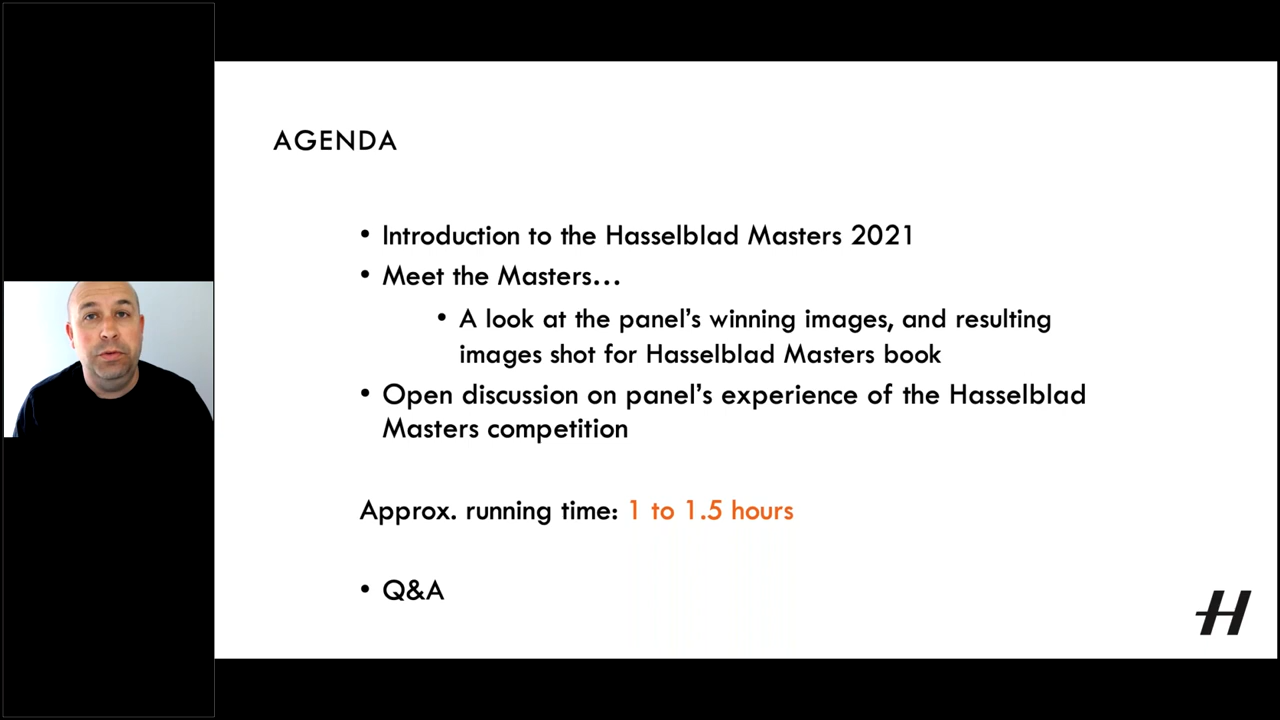 AGENDA
• Introduction to the Hasselblad Masters 2021
• Meet the Masters…
• A look at the panel’s winning images, and resulting
images shot for Hasselblad Masters book
• Open discussion on panel’s experience of the Hasselblad
Masters competition
Approx. running time: 1 to 1.5 hours
• Q&A
H